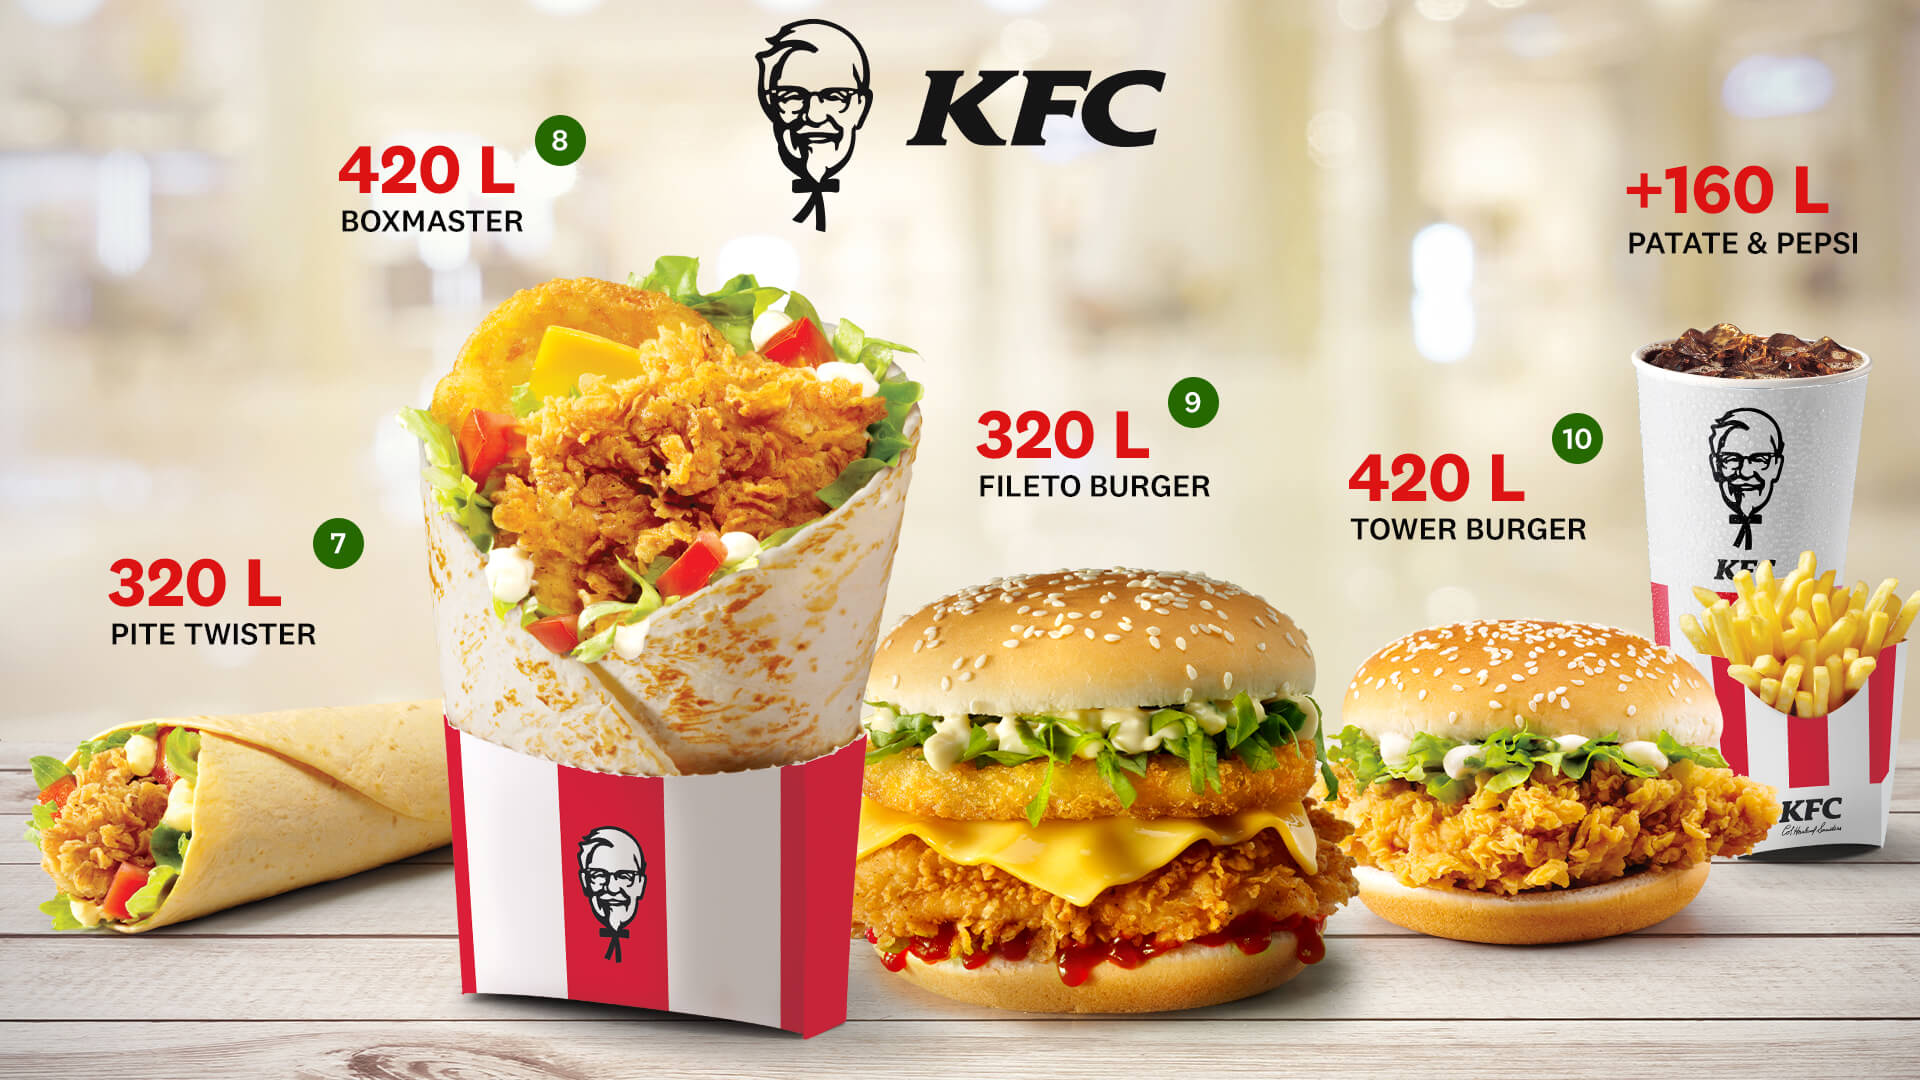 KFC
420 L
8
BOXMASTER
+160 L
PATATE & PEPSI
320 L
9
FILETO BURGER
420 L
10
TOWER BURGER
320 L
7
PITE TWISTER
KFC
KFC